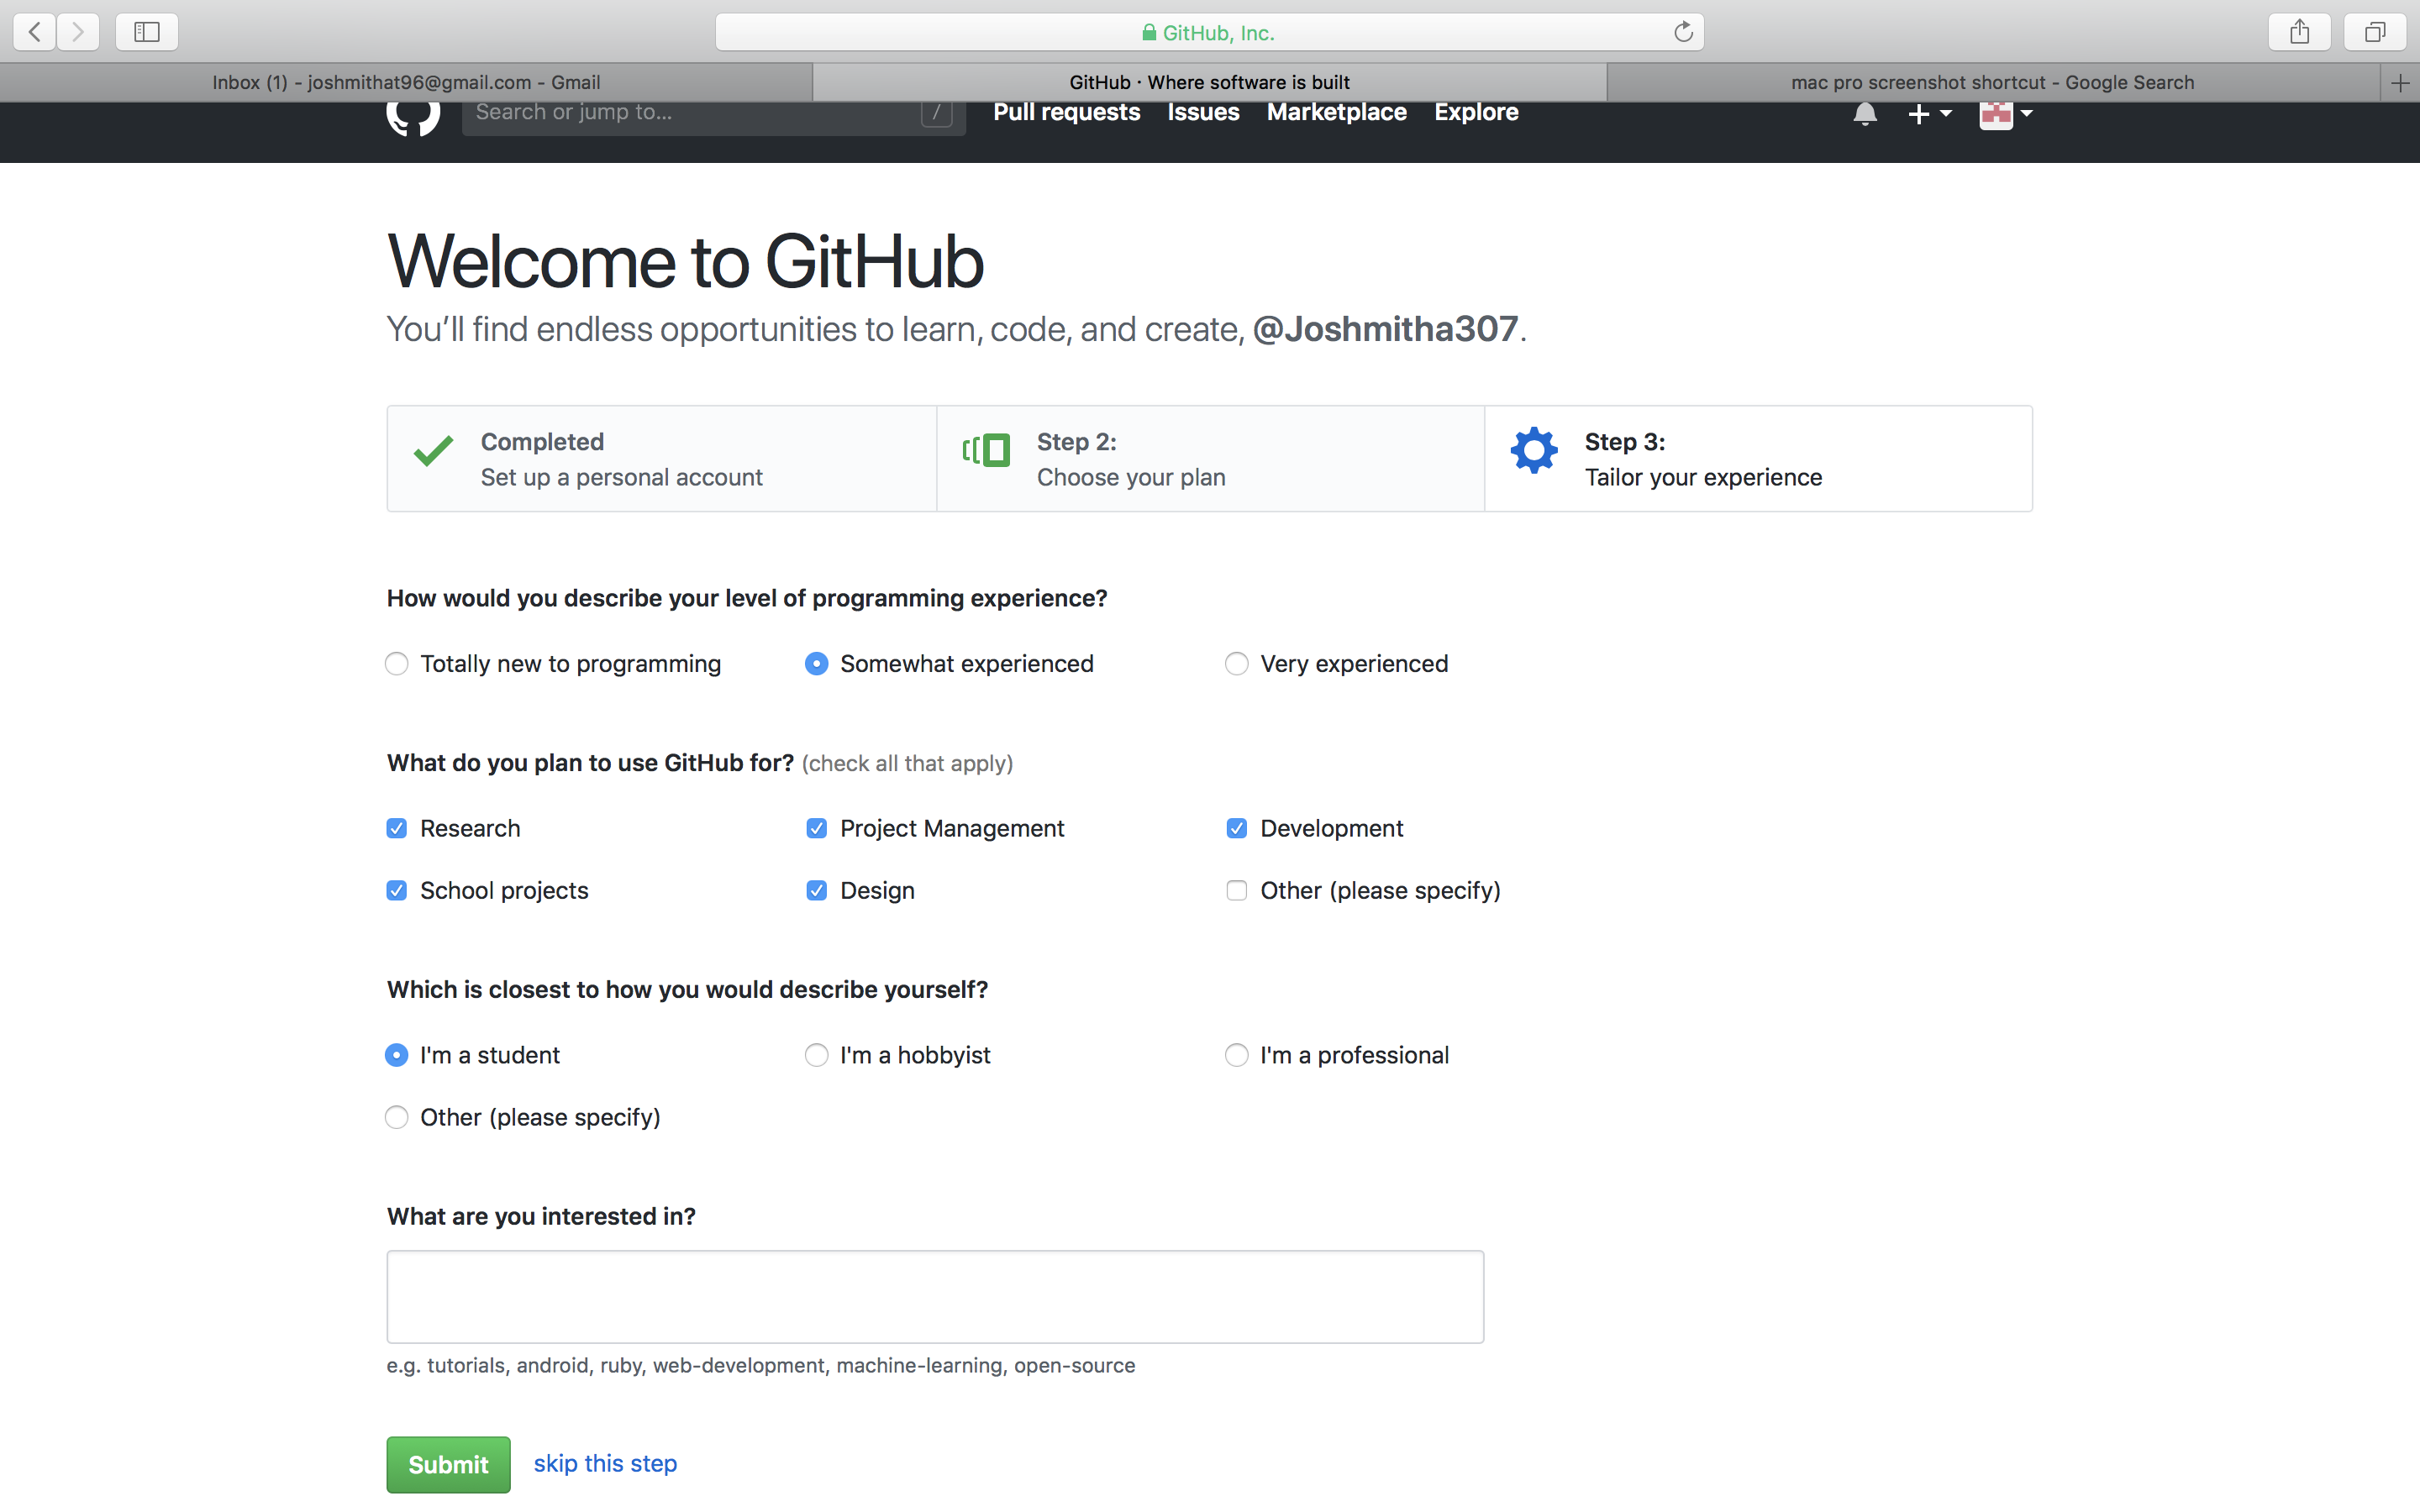 GitHub, Inc.
Inbox (1) - joshmithat96@gmail.com - Gmail
GitHub · Where software is built
mac pro screenshot shortcut - Google Search
Search or jump to...
/
Pull requests
Issues
Marketplace
Explore
Welcome to GitHub
You’ll find endless opportunities to learn, code, and create, @Joshmitha307.
Completed
Set up a personal account
Step 2:
Choose your plan
Step 3:
Tailor your experience
How would you describe your level of programming experience?
Totally new to programming
Somewhat experienced
Very experienced
What do you plan to use GitHub for? (check all that apply)
Research
Project Management
Development
School projects
Design
Other (please specify)
Which is closest to how you would describe yourself?
I'm a student
I'm a hobbyist
I'm a professional
Other (please specify)
What are you interested in?
e.g. tutorials, android, ruby, web-development, machine-learning, open-source
Submit
skip this step